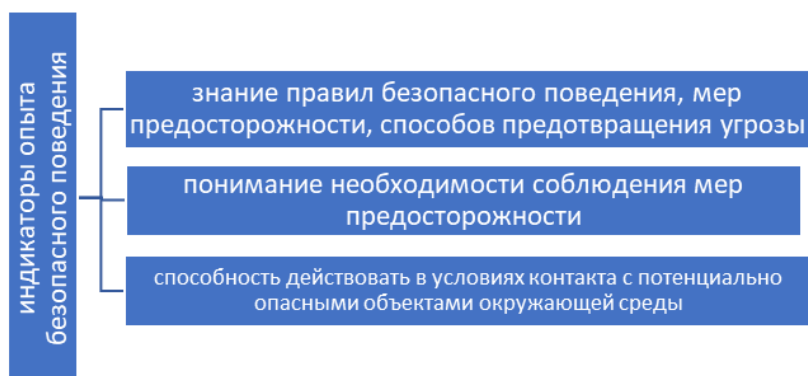 индикаторы опыта
безопасного поведения
знание правил безопасного поведения, мер
предосторожности, способов предотвращения угрозы
понимание необходимости соблюдения мер
предосторожности
способность действовать в условиях контакта с потенциально
опасными объектами окружающей среды